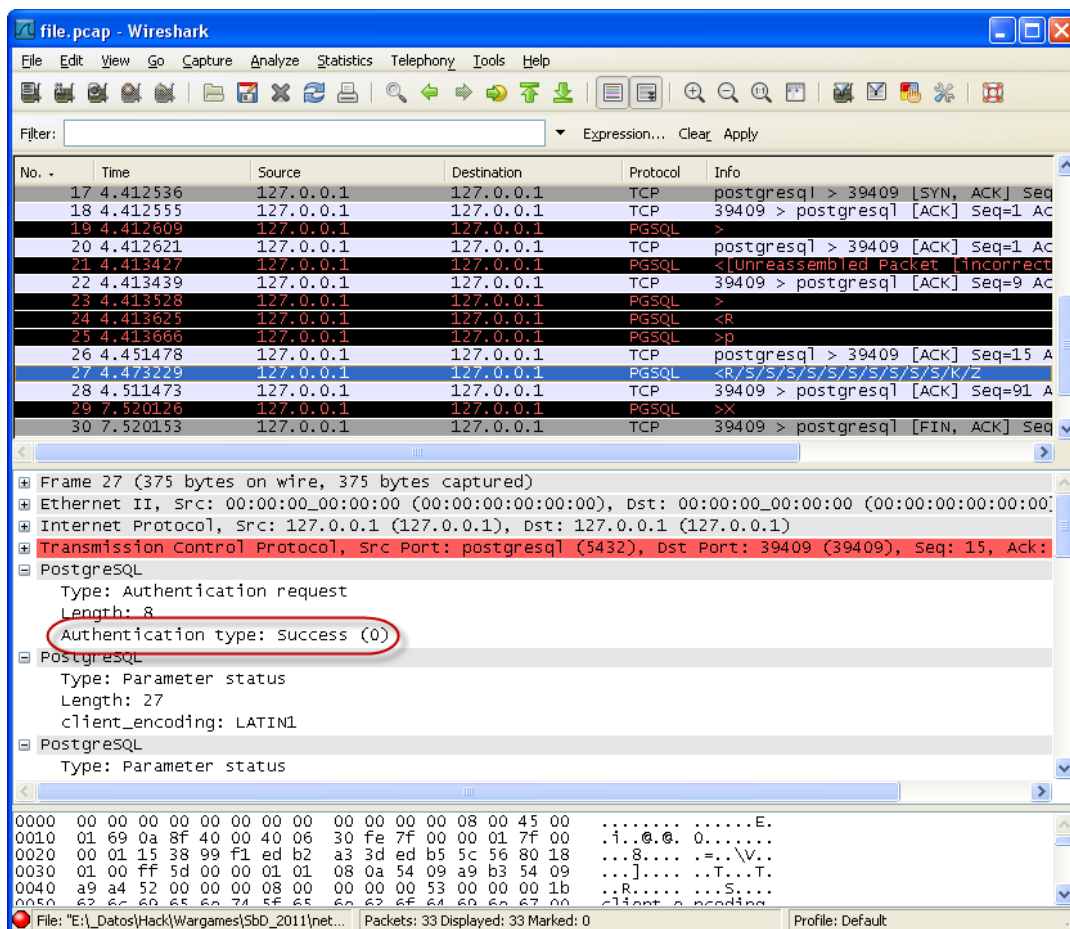 file.pcap - Wireshark
File Edit View Go Capture Analyze Statistics Telephony Tools Help
Filter: Expression... Clear Apply
No. - Time Source Destination Protocol Info
17 4.412536 127.0.0.1 127.0.0.1 TCP postgresql > 39409 [SYN, ACK] Seq
18 4.412555 127.0.0.1 127.0.0.1 TCP 39409 > postgresql [ACK] Seq=1 Ac
19 4.412609 127.0.0.1 127.0.0.1 PGSQL >
20 4.412621 127.0.0.1 127.0.0.1 TCP postgresql > 39409 [ACK] Seq=1 Ac
21 4.413427 127.0.0.1 127.0.0.1 PGSQL <[Unreassembled Packet [incorrect
22 4.413439 127.0.0.1 127.0.0.1 TCP 39409 > postgresql [ACK] Seq=9 Ac
23 4.413528 127.0.0.1 127.0.0.1 PGSQL >
24 4.413625 127.0.0.1 127.0.0.1 PGSQL <R
25 4.413666 127.0.0.1 127.0.0.1 PGSQL >p
26 4.451478 127.0.0.1 127.0.0.1 TCP postgresql > 39409 [ACK] Seq=15 A
27 4.473229 127.0.0.1 127.0.0.1 PGSQL <R/S/S/S/S/S/S/S/S/S/S/K/Z
28 4.511473 127.0.0.1 127.0.0.1 TCP 39409 > postgresql [ACK] Seq=91 A
29 7.520126 127.0.0.1 127.0.0.1 PGSQL >X
30 7.520153 127.0.0.1 127.0.0.1 TCP 39409 > postgresql [FIN, ACK] Seq
Frame 27 (375 bytes on wire, 375 bytes captured)
Ethernet II, Src: 00:00:00_00:00:00 (00:00:00:00:00:00), Dst: 00:00:00_00:00:00 (00:00:00:00:00:00)
Internet Protocol, Src: 127.0.0.1 (127.0.0.1), Dst: 127.0.0.1 (127.0.0.1)
Transmission Control Protocol, Src Port: postgresql (5432), Dst Port: 39409 (39409), Seq: 15, Ack:
PostgreSQL
Type: Authentication request
Length: 8
Authentication type: Success (0)
PostgreSQL
Type: Parameter status
Length: 27
client_encoding: LATIN1
PostgreSQL
Type: Parameter status
0000 00 00 00 00 00 00 00 00 00 00 00 00 08 00 45 00 ........ ......E.
0010 01 69 0a 8f 40 00 40 06 30 fe 7f 00 00 01 7f 00 .i..@.@. 0.......
0020 00 01 15 38 99 f1 ed b2 a3 3d ed b5 5c 56 80 18 ...8.... .=..\V..
0030 01 00 ff 5d 00 00 01 01 08 0a 54 09 a9 b3 54 09 ...].... ..T...T.
0040 a9 a4 52 00 00 00 08 00 00 00 00 53 00 00 00 1b ..R..... ...S....
0050 63 6c 69 65 6e 74 5f 65 6e 63 6f 64 69 6e 67 00 client_e ncoding.
File: "E:\_Datos\Hack\Wargames\SbD_2011\net... Packets: 33 Displayed: 33 Marked: 0 Profile: Default